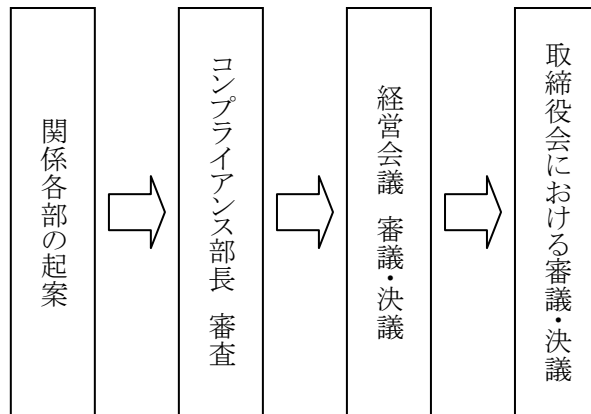 関係各部の起案
コンプライアンス部長 審査
経営会議 審議・決議
取締役会における審議・決議